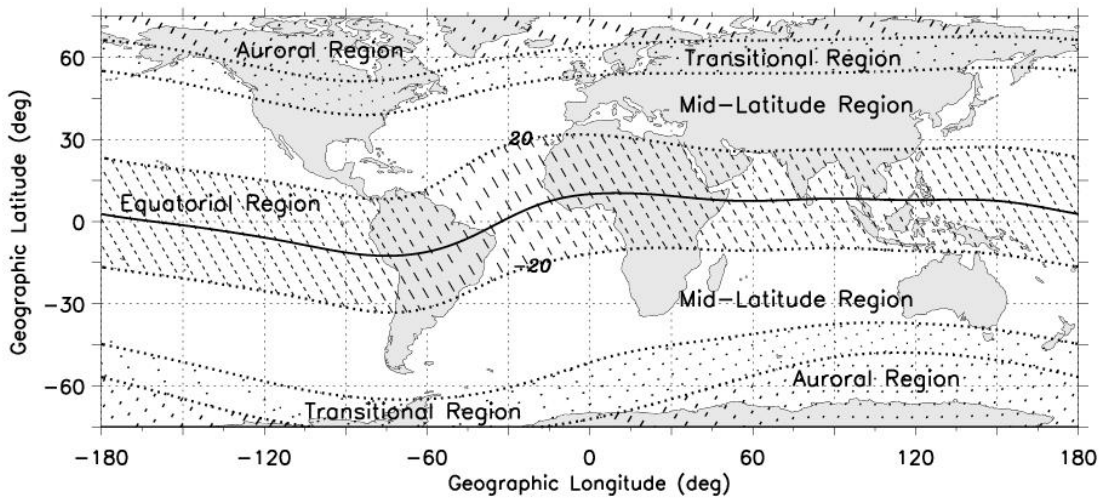 60
Auroral Region
Transitional Region
Mid-Latitude Region
30
20
Equatorial Region
0
-20
-30
Mid-Latitude Region
-60
Auroral Region
Transitional Region
-180
-120
-60
0
60
120
180
Geographic Longitude (deg)
Geographic Latitude (deg)